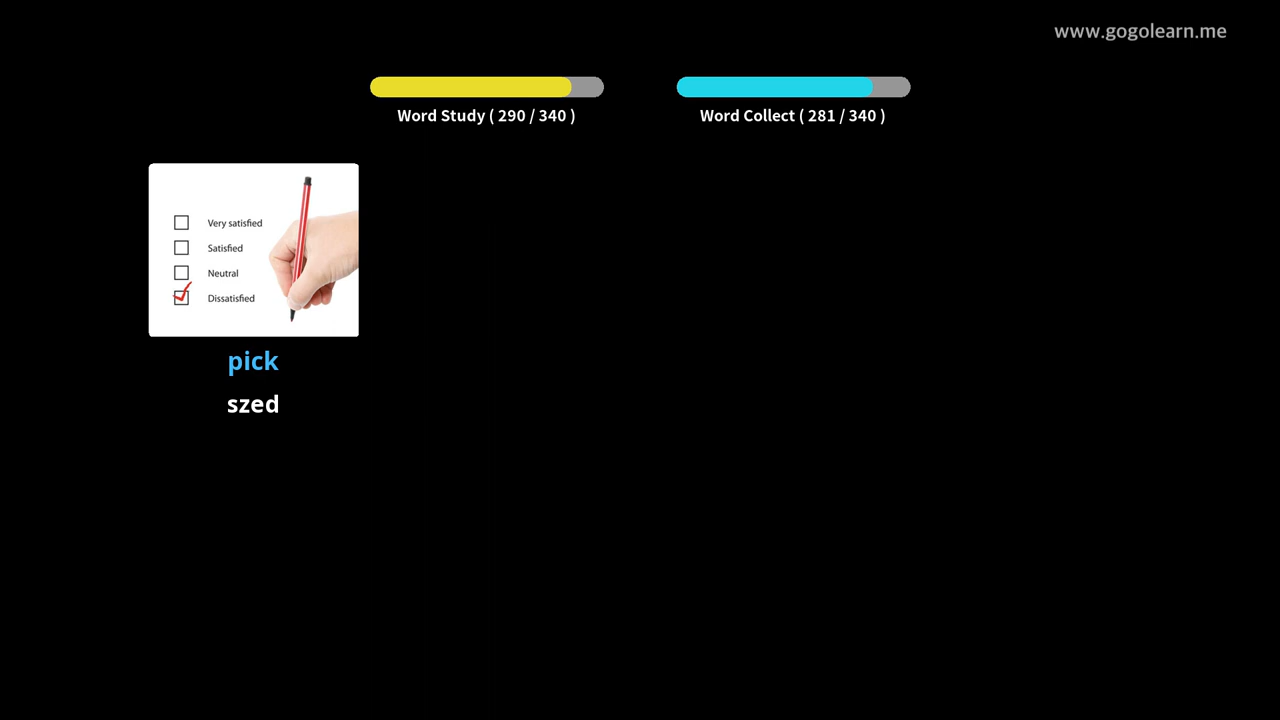 www.gogolearn.me
Word Study ( 290 / 340 )
Word Collect ( 281 / 340 )
Very satisfied
Satisfied
Neutral
Dissatisfied
pick
szed